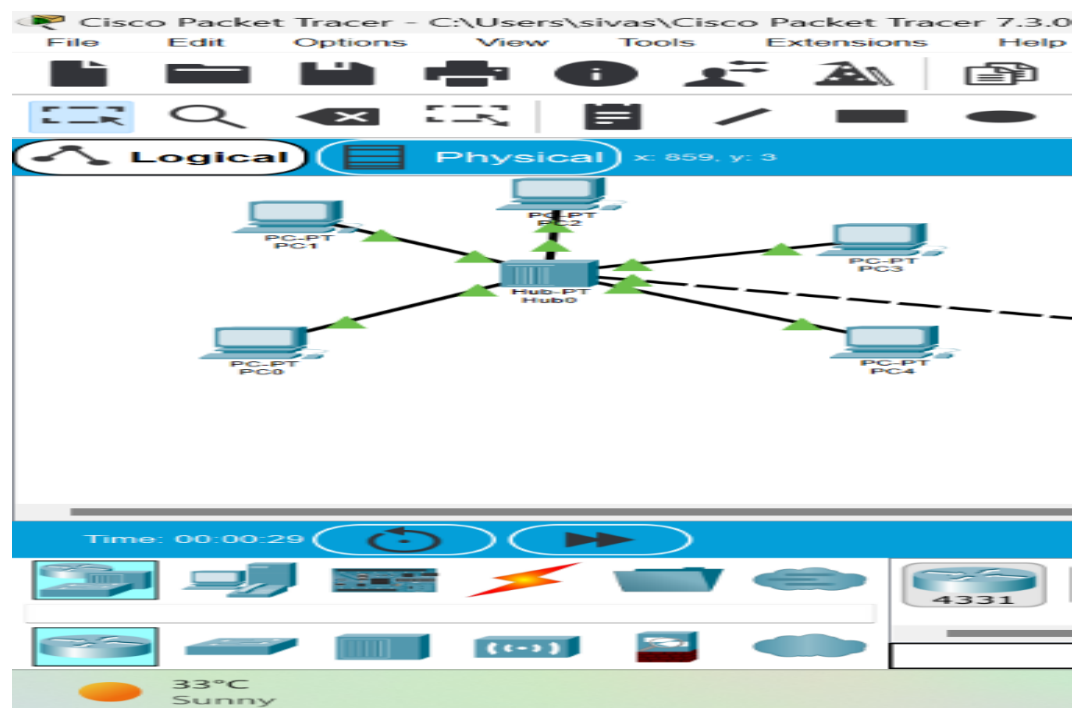 Cisco Packet Tracer - C:\Users\sivas\Cisco Packet Tracer 7.3.0
File Edit Options View Tools Extensions Help
Logical Physical x: 859, y: 3
PC-PT
PC2
PC-PT
PC1
PC-PT
PC3
Hub-PT
Hub0
PC-PT
PC0
PC-PT
PC4
Time: 00:00:29
4331
33°C
Sunny